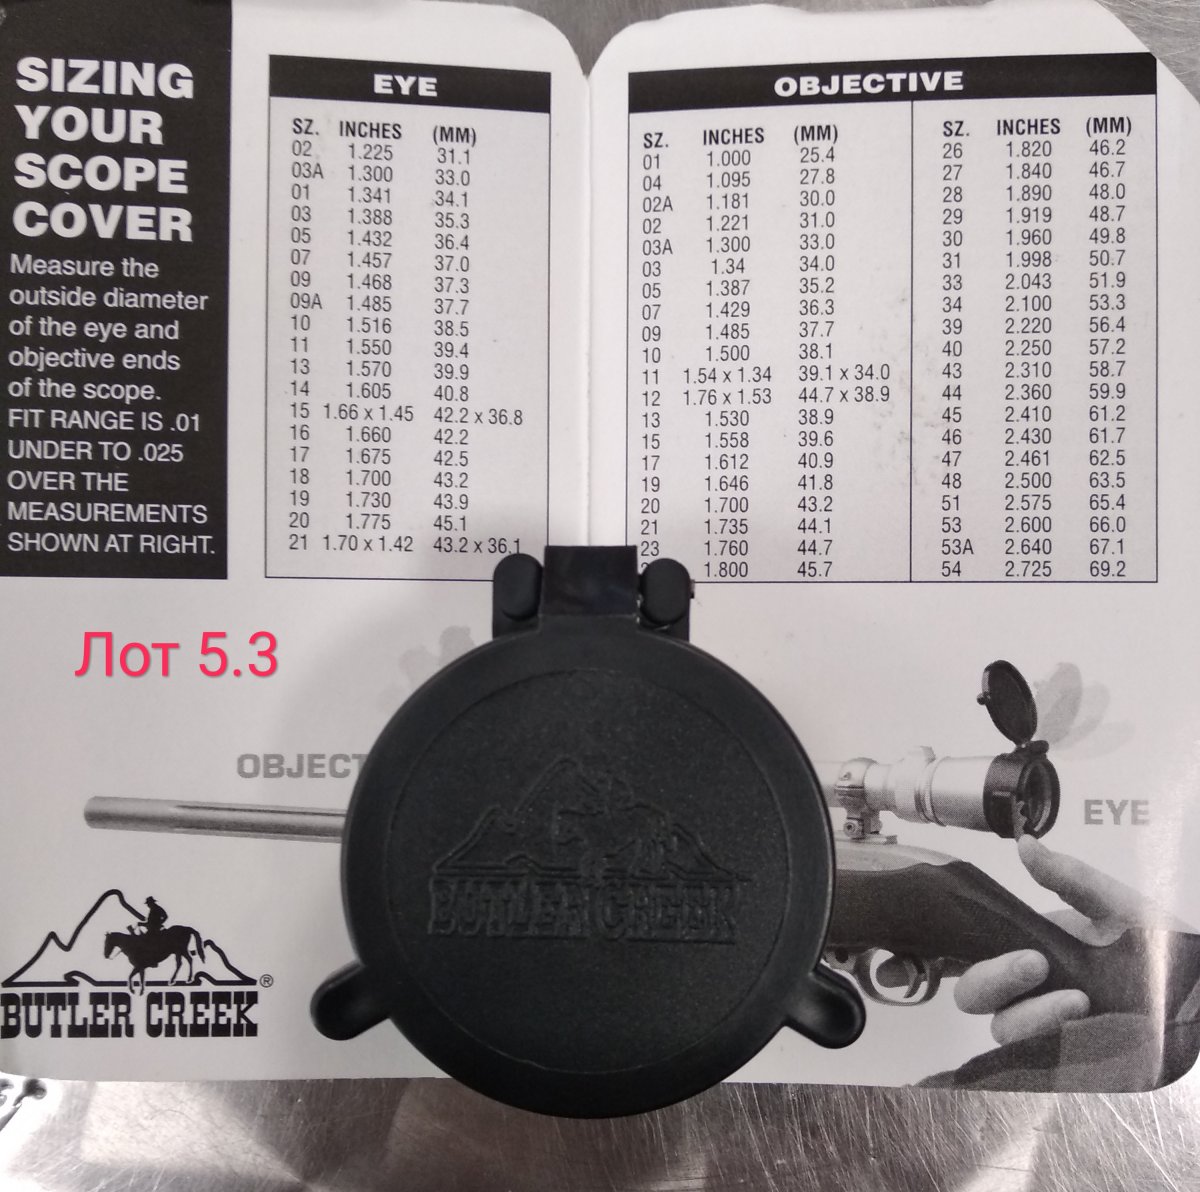 SIZING
YOUR
SCOPE
COVER
Measure the
outside diameter
of the eye and
objective ends
of the scope.
FIT RANGE IS .01
UNDER TO .025
OVER THE
MEASUREMENTS
SHOWN AT RIGHT.
EYE
SZ. INCHES (MM)
02 1.225 31.1
03A 1.300 33.0
01 1.341 34.1
03 1.388 35.3
05 1.432 36.4
07 1.457 37.0
09 1.468 37.3
09A 1.485 37.7
10 1.516 38.5
11 1.550 39.4
13 1.570 39.9
14 1.605 40.8
15 1.66 x 1.45 42.2 x 36.8
16 1.660 42.2
17 1.675 42.5
18 1.700 43.2
19 1.730 43.9
20 1.775 45.1
21 1.70 x 1.42 43.2 x 36.1
OBJECTIVE
SZ. INCHES (MM)
01 1.000 25.4
04 1.095 27.8
02A 1.181 30.0
02 1.221 31.0
03A 1.300 33.0
03 1.34 34.0
05 1.387 35.2
07 1.429 36.3
09 1.485 37.7
10 1.500 38.1
11 1.54 x 1.34 39.1 x 34.0
12 1.76 x 1.53 44.7 x 38.9
13 1.530 38.9
15 1.558 39.6
17 1.612 40.9
19 1.646 41.8
20 1.700 43.2
21 1.735 44.1
23 1.760 44.7
1.800 45.7
SZ. INCHES (MM)
26 1.820 46.2
27 1.840 46.7
28 1.890 48.0
29 1.919 48.7
30 1.960 49.8
31 1.998 50.7
33 2.043 51.9
34 2.100 53.3
39 2.220 56.4
40 2.250 57.2
43 2.310 58.7
44 2.360 59.9
45 2.410 61.2
46 2.430 61.7
47 2.461 62.5
48 2.500 63.5
51 2.575 65.4
53 2.600 66.0
53A 2.640 67.1
54 2.725 69.2
Лот 5.3
OBJECT
EYE
BUTLER CREEK
BUTLER CREEK®